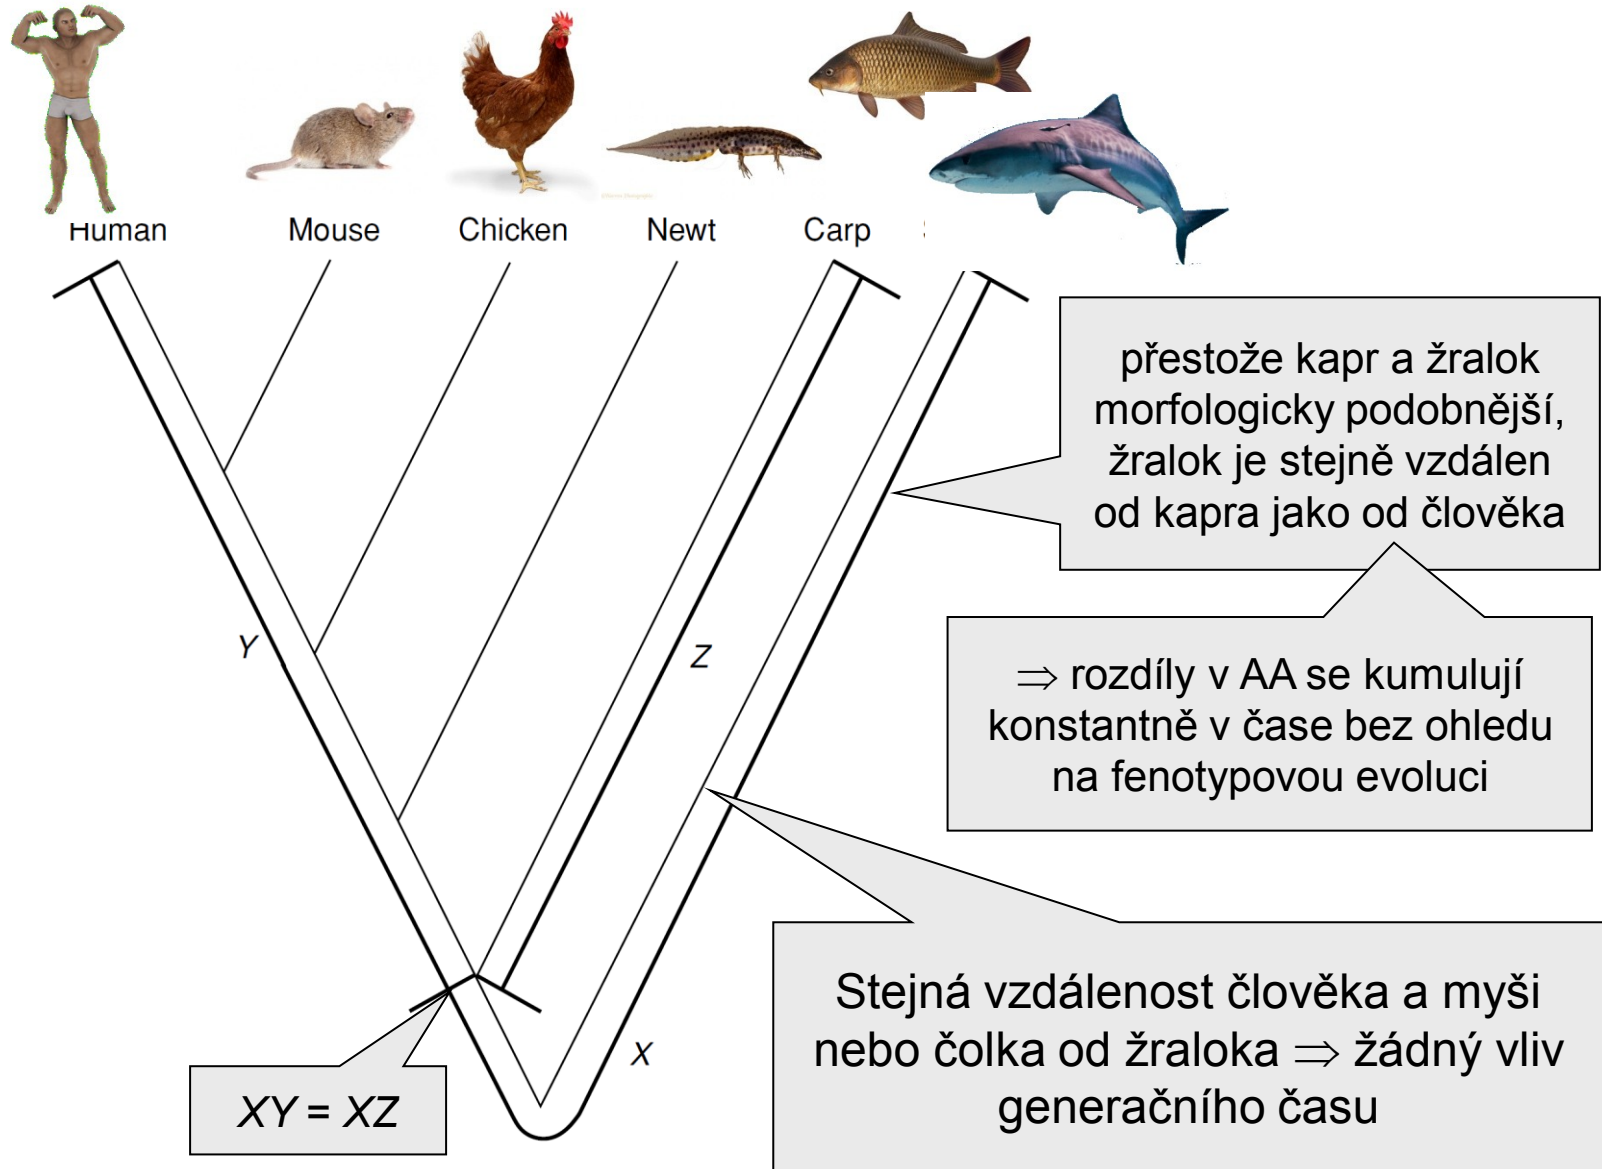 Human Mouse Chicken Newt Carp
přestože kapr a žralok
morfologicky podobnější,
žralok je stejně vzdálen
od kapra jako od člověka
Y
Z
⇒ rozdíly v AA se kumulují
konstantně v čase bez ohledu
na fenotypovou evoluci
Stejná vzdálenost člověka a myši
nebo čolka od žraloka ⇒ žádný vliv
generačního času
X
XY = XZ